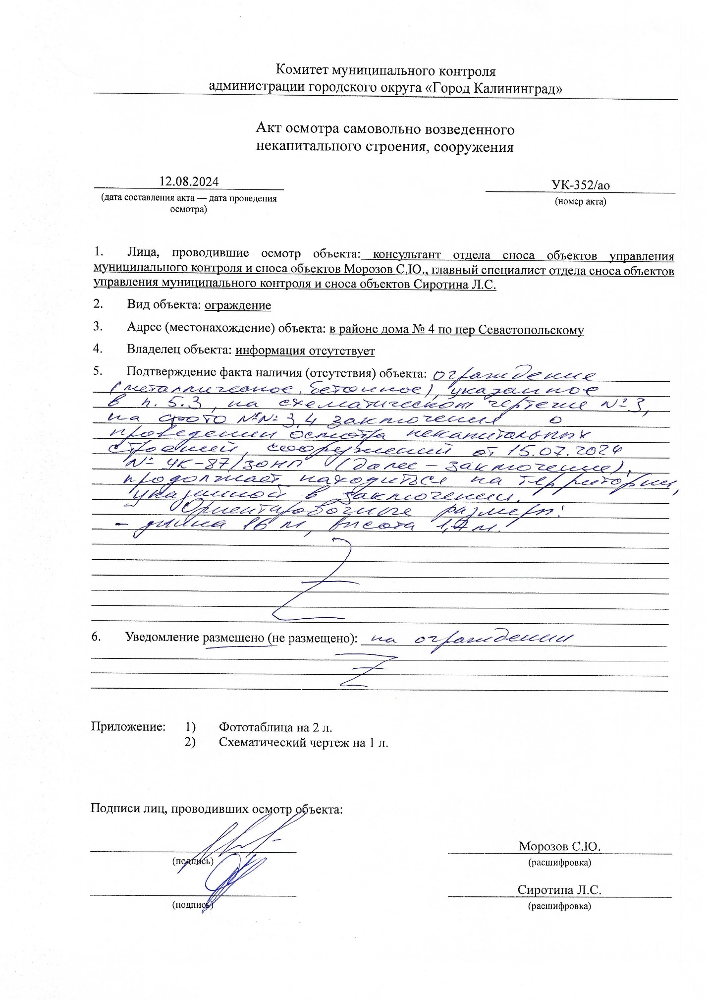 Комитет муниципального контроля
администрации городского округа «Город Калининград»
Акт осмотра самовольно возведенного
некапитального строения, сооружения
12.08.2024
(дата составления акта — дата проведения
осмотра)
УК-352/ао
(номер акта)
1. Лица, проводившие осмотр объекта: консультант отдела сноса объектов управления
муниципального контроля и сноса объектов Морозов С.Ю., главный специалист отдела сноса объектов
управления муниципального контроля и сноса объектов Сиротина Л.С.
2. Вид объекта: ограждение
3. Адрес (местонахождение) объекта: в районе дома № 4 по пер Севастопольскому
4. Владелец объекта: информация отсутствует
5. Подтверждение факта наличия (отсутствия) объекта: ограждение
(металлическое, бетонное), указанное
в п. 5.3, на схематическом чертеже №3,
на фото №№ 3,4 заключения о
проведении осмотра некапитальных
строений, сооружений от 15.07.2024
№ УК-87/ЗОНП (далее - заключение),
продолжает находиться на территории,
указанной в заключении.
Ориентировочные размеры:
- длина 16 м, высота 1,7 м.
6. Уведомление размещено (не размещено): на ограждении
Приложение: 1) Фототаблица на 2 л.
2) Схематический чертеж на 1 л.
Подписи лиц, проводивших осмотр объекта:
Морозов С.Ю.
(подпись) (расшифровка)
Сиротина Л.С.
(подпись) (расшифровка)